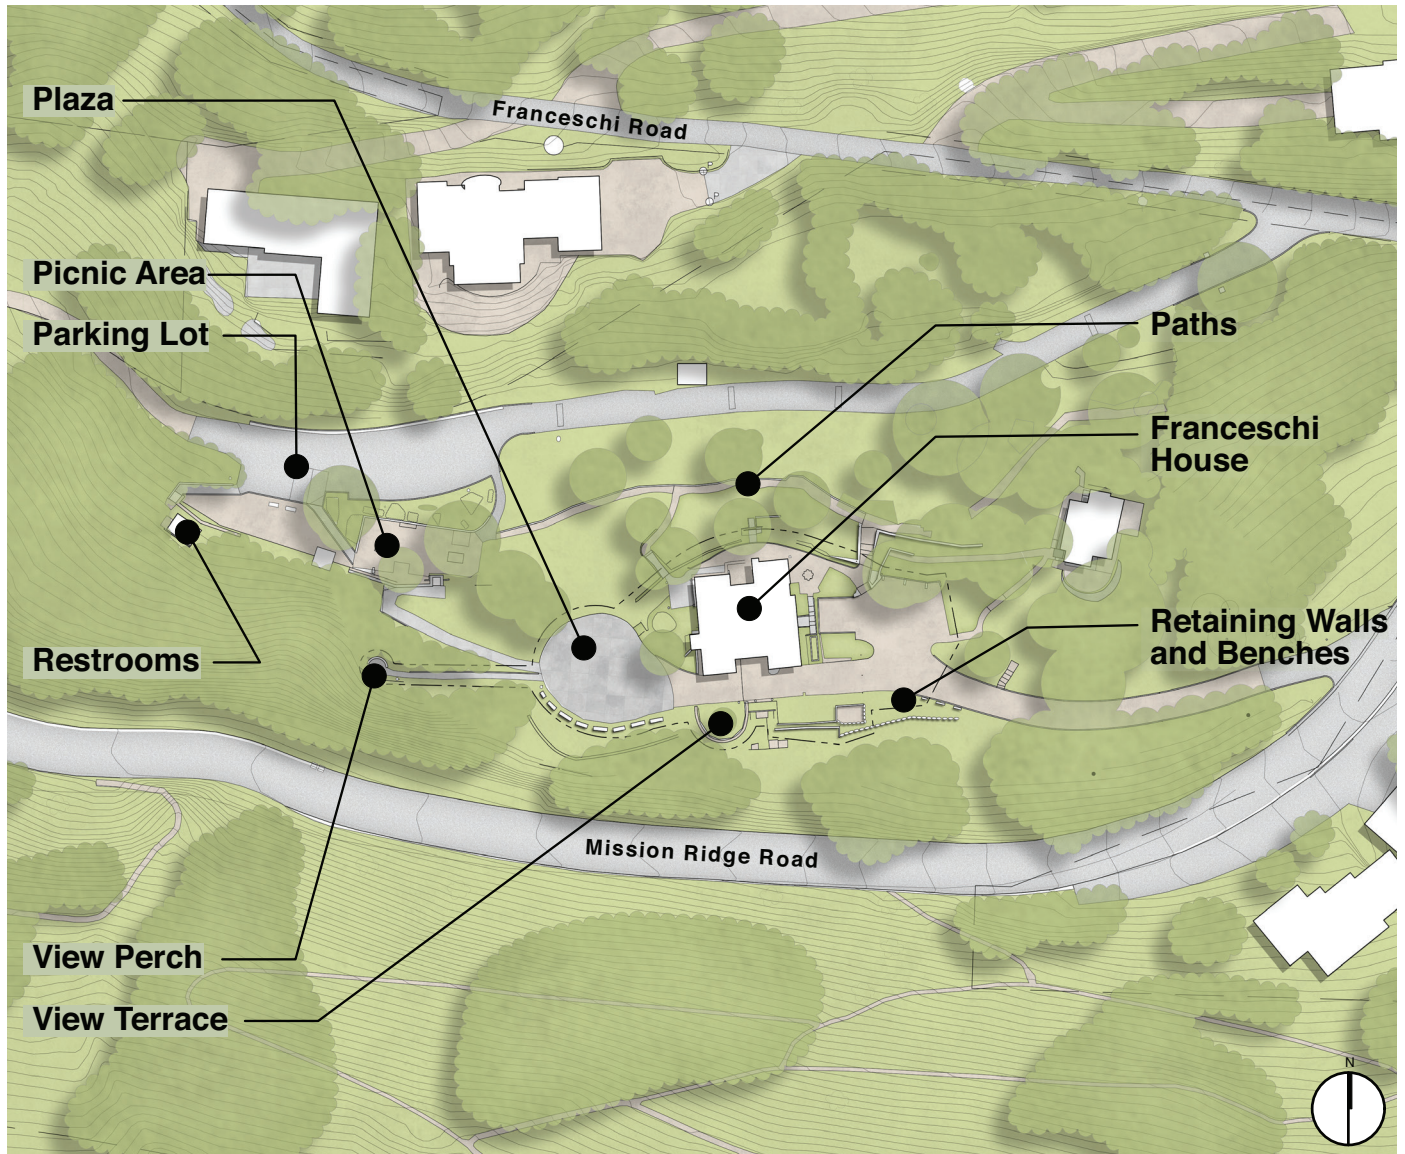 Plaza
Franceschi Road
Picnic Area
Parking Lot
Paths
Franceschi
House
Retaining Walls
and Benches
Restrooms
Mission Ridge Road
View Perch
View Terrace
N